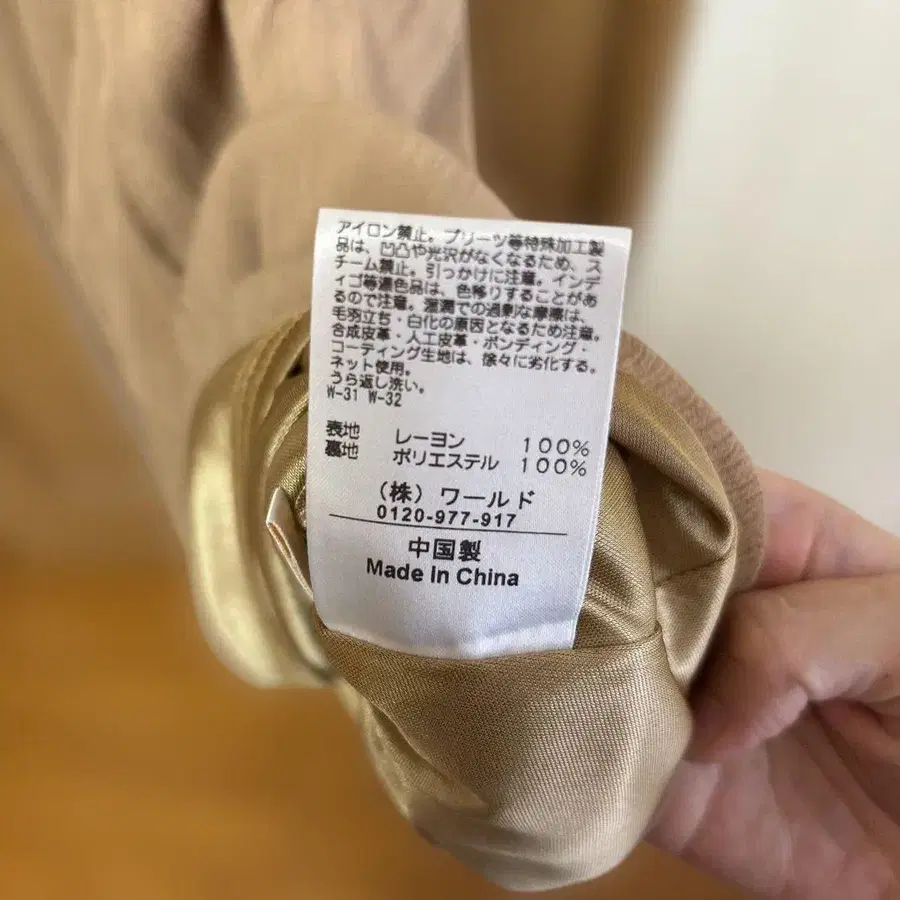 アイロン禁止。プリーツ等特殊加工製
品は、凹凸や光沢がなくなるため、ス
チーム禁止。引っかけに注意。インデ
ィゴ等濃色品は、色移りすることがあ
るので注意。湿潤での過剰な摩擦は、
毛羽立ち・白化の原因となるため注意。
合成皮革・人工皮革・ボンディング・
コーティング生地は、徐々に劣化する。
ネット使用。
うら返し洗い。
W-31 W-32
表地 レーヨン 100%
裏地 ポリエステル 100%
(株) ワールド
0120-977-917
中国製
Made In China